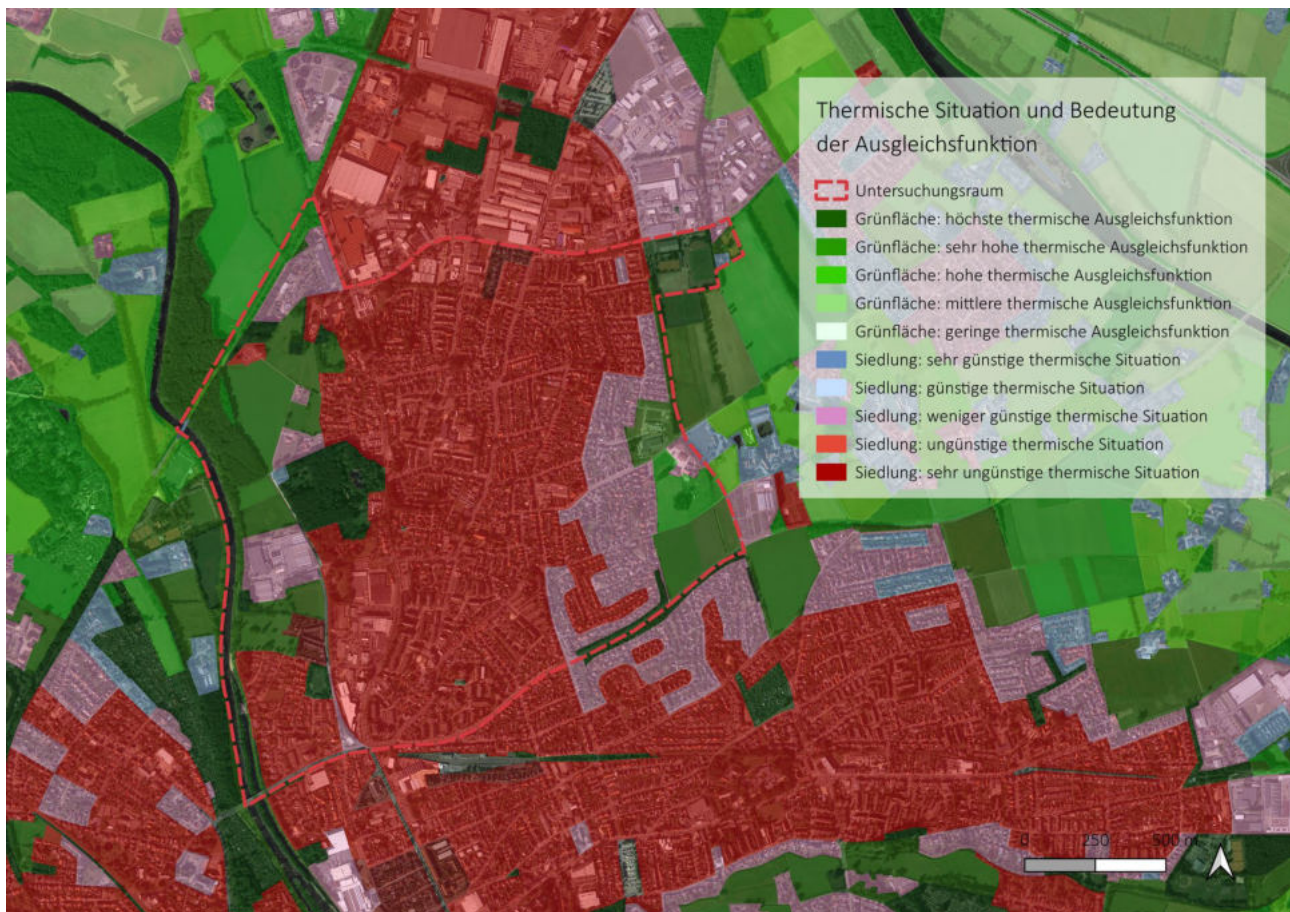 Thermische Situation und Bedeutung
der Ausgleichsfunktion
Untersuchungsraum
Grünfläche: höchste thermische Ausgleichsfunktion
Grünfläche: sehr hohe thermische Ausgleichsfunktion
Grünfläche: hohe thermische Ausgleichsfunktion
Grünfläche: mittlere thermische Ausgleichsfunktion
Grünfläche: geringe thermische Ausgleichsfunktion
Siedlung: sehr günstige thermische Situation
Siedlung: günstige thermische Situation
Siedlung: weniger günstige thermische Situation
Siedlung: ungünstige thermische Situation
Siedlung: sehr ungünstige thermische Situation
0 250 500 m